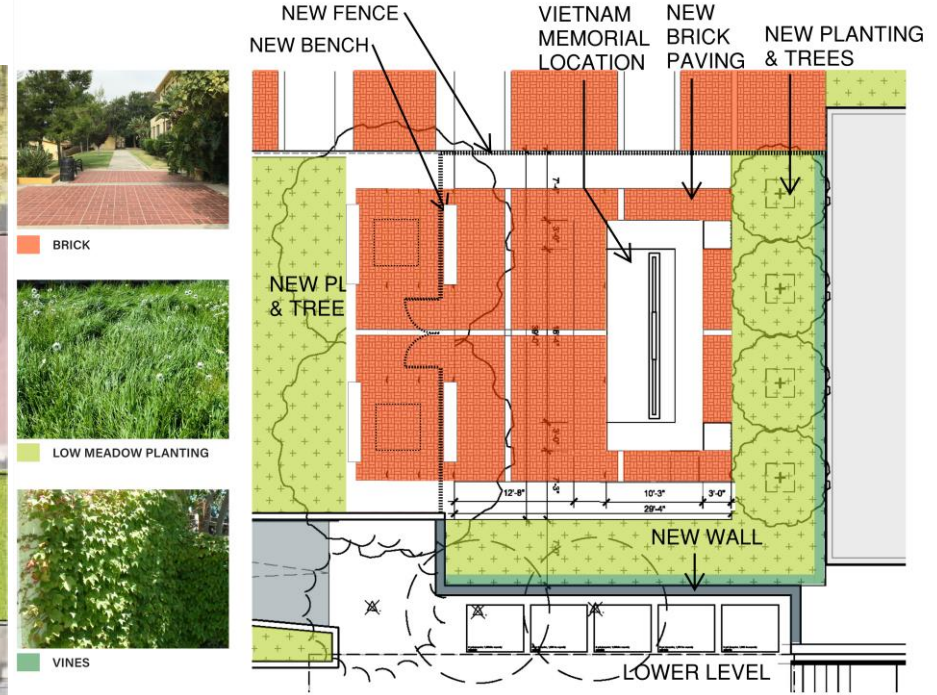 NEW FENCE
NEW BENCH
VIETNAM
MEMORIAL
LOCATION
NEW
BRICK
PAVING
NEW PLANTING
& TREES
BRICK
LOW MEADOW PLANTING
VINES
NEW PL
& TREE
12'-8"
10'-3"
3'-0"
29'-4"
NEW WALL
LOWER LEVEL